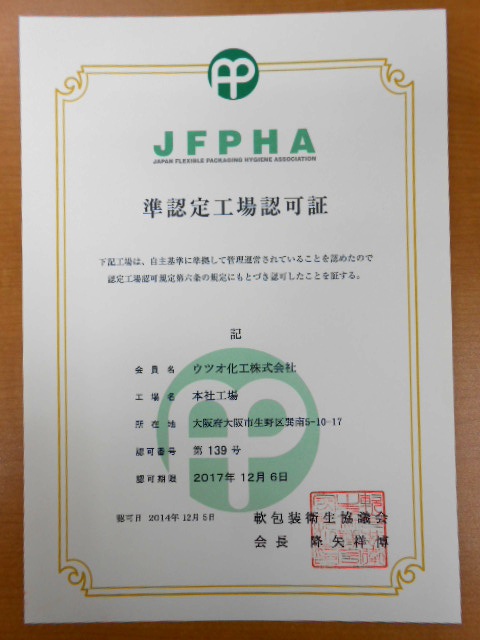 JFPHA
JAPAN FLEXIBLE PACKAGING HYGIENE ASSOCIATION
準認定工場認可証
下記工場は、自主基準に準拠して管理運営されていることを認めたので
認定工場認可規定第六条の規定にもとづき認可したことを証する。
記
会員名 ウツオ化工株式会社
工場名 本社工場
所在地 大阪府大阪市生野区巽南5-10-17
認可番号 第139号
認可期限 2017年12月6日
認可日 2014年12月5日
軟包装衛生協議会
会長 降矢祥博